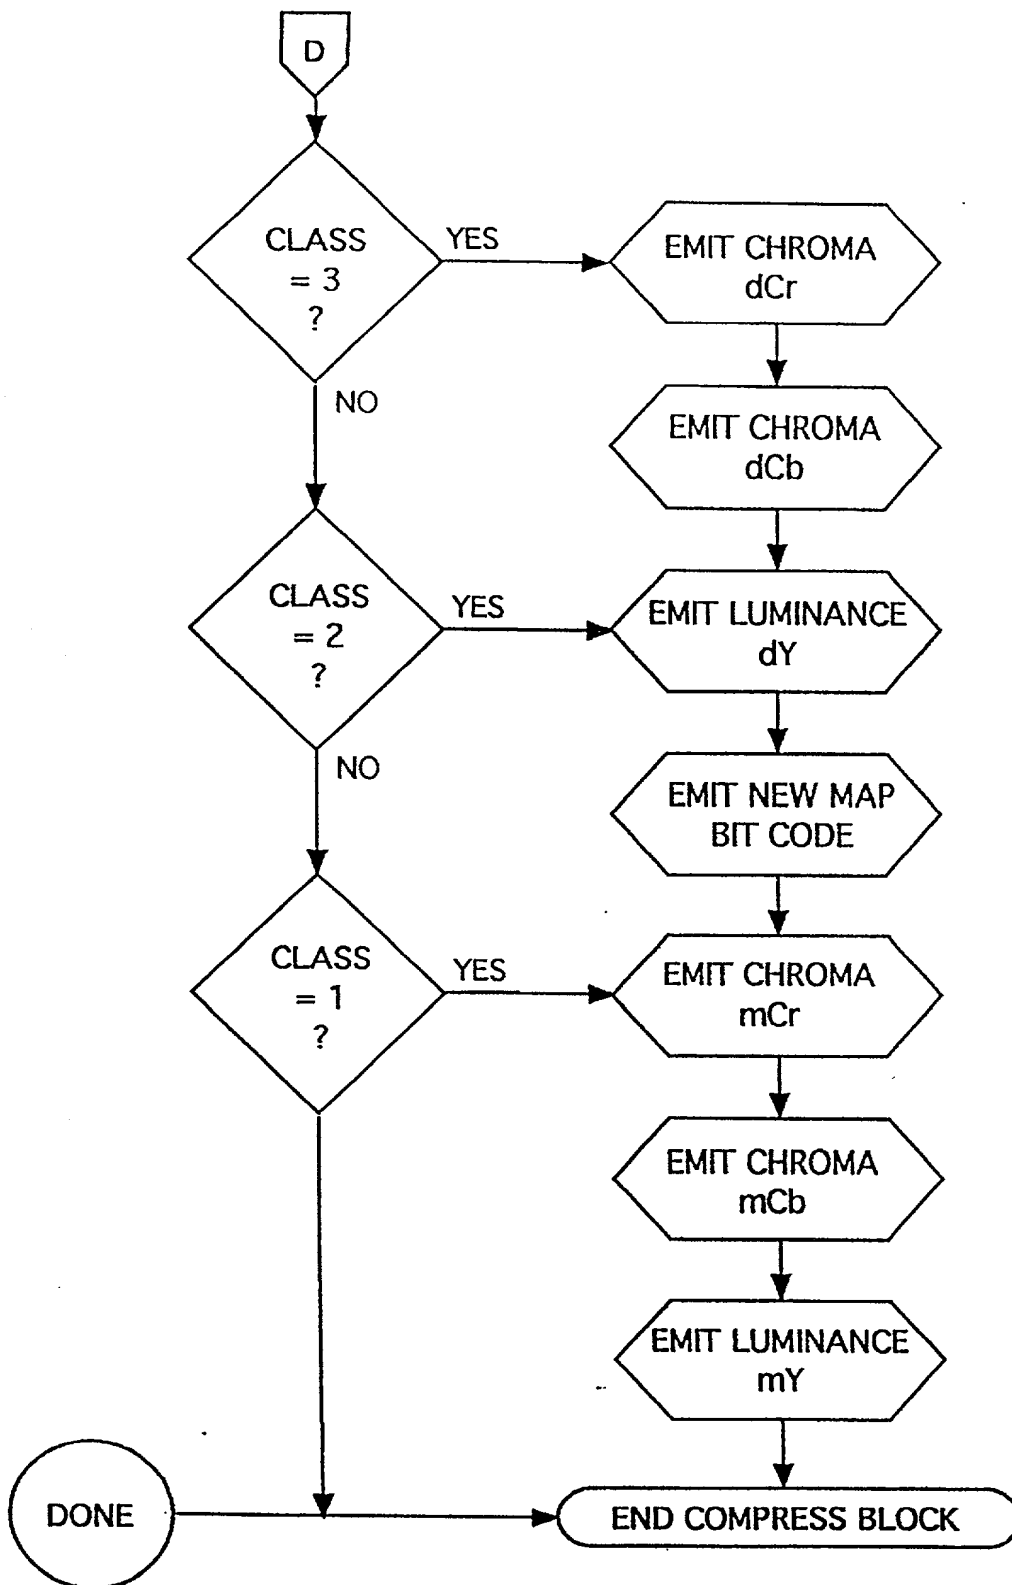 D
CLASS
= 3
?
YES
EMIT CHROMA
dCr
NO
EMIT CHROMA
dCb
CLASS
= 2
?
YES
EMIT LUMINANCE
dY
NO
EMIT NEW MAP
BIT CODE
CLASS
= 1
?
YES
EMIT CHROMA
mCr
EMIT CHROMA
mCb
EMIT LUMINANCE
mY
DONE
END COMPRESS BLOCK